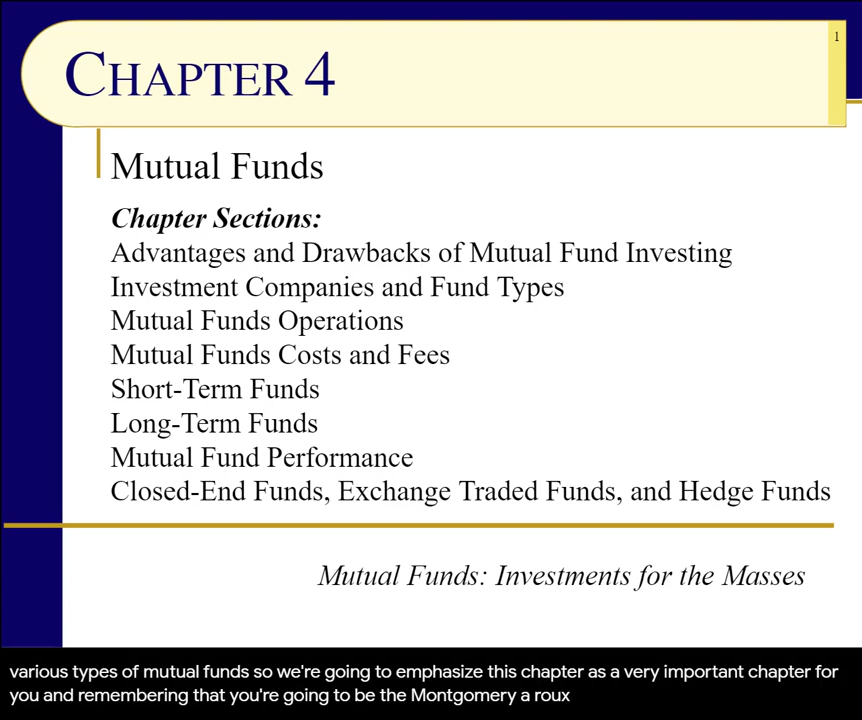 1
CHAPTER 4
Mutual Funds
Chapter Sections:
Advantages and Drawbacks of Mutual Fund Investing
Investment Companies and Fund Types
Mutual Funds Operations
Mutual Funds Costs and Fees
Short-Term Funds
Long-Term Funds
Mutual Fund Performance
Closed-End Funds, Exchange Traded Funds, and Hedge Funds
Mutual Funds: Investments for the Masses
various types of mutual funds so we're going to emphasize this chapter as a very important chapter for
you and remembering that you're going to be the Montgomery a roux